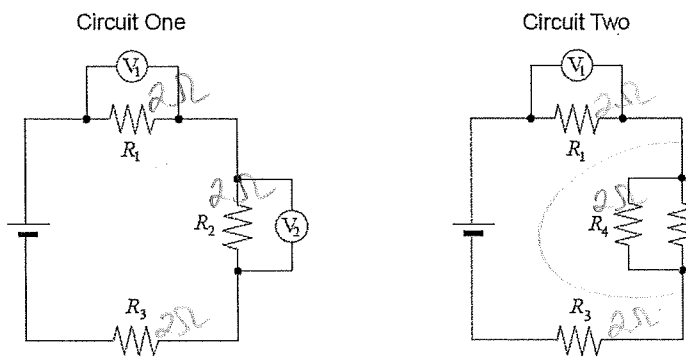 Circuit One
V₁
2Ω
R₁
2Ω
R₂
V₂
R₃
2Ω
Circuit Two
V₁
2Ω
R₁
2Ω
R₄
R₃
2Ω